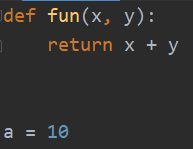 def fun(x, y):
    return x + y
a = 10